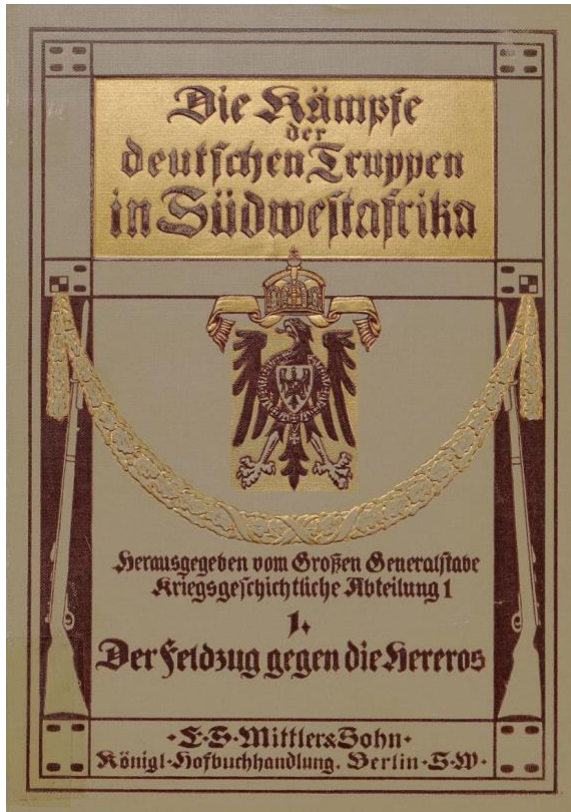 Die Kämpfe
der
deutschen Truppen
in Südwestafrika
Herausgegeben vom Großen Generalstabe
Kriegsgeschichtliche Abteilung 1
1.
Der Feldzug gegen die Hereros
·E·S·Mittler&Sohn·
Königl·Hofbuchhandlung. Berlin·S·W·